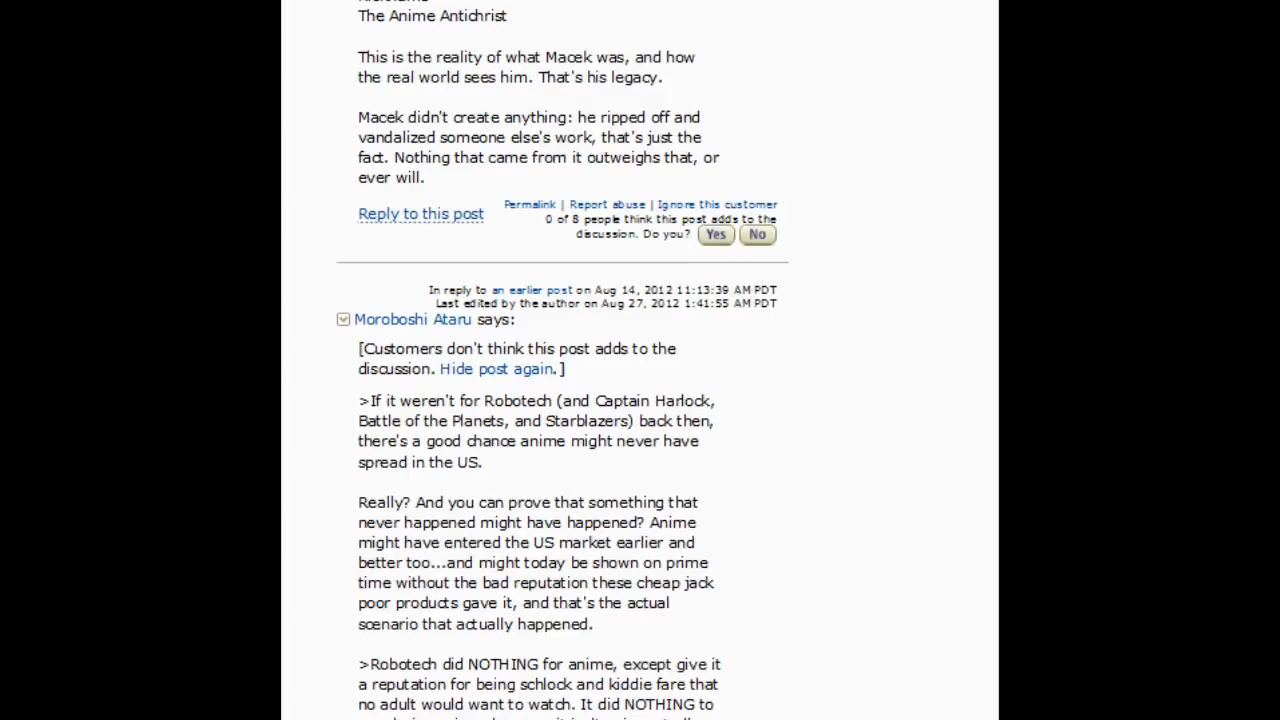 The Anime Antichrist
This is the reality of what Macek was, and how
the real world sees him. That's his legacy.
Macek didn't create anything: he ripped off and
vandalized someone else's work, that's just the
fact. Nothing that came from it outweighs that, or
ever will.
Permalink | Report abuse | Ignore this customer
Reply to this post
0 of 8 people think this post adds to the
discussion. Do you? Yes No
In reply to an earlier post on Aug 14, 2012 11:13:39 AM PDT
Last edited by the author on Aug 27, 2012 1:41:55 AM PDT
Moroboshi Ataru says:
[Customers don't think this post adds to the
discussion. Hide post again.]
>If it weren't for Robotech (and Captain Harlock,
Battle of the Planets, and Starblazers) back then,
there's a good chance anime might never have
spread in the US.
Really? And you can prove that something that
never happened might have happened? Anime
might have entered the US market earlier and
better too...and might today be shown on prime
time without the bad reputation these cheap jack
poor products gave it, and that's the actual
scenario that actually happened.
>Robotech did NOTHING for anime, except give it
a reputation for being schlock and kiddie fare that
no adult would want to watch. It did NOTHING to